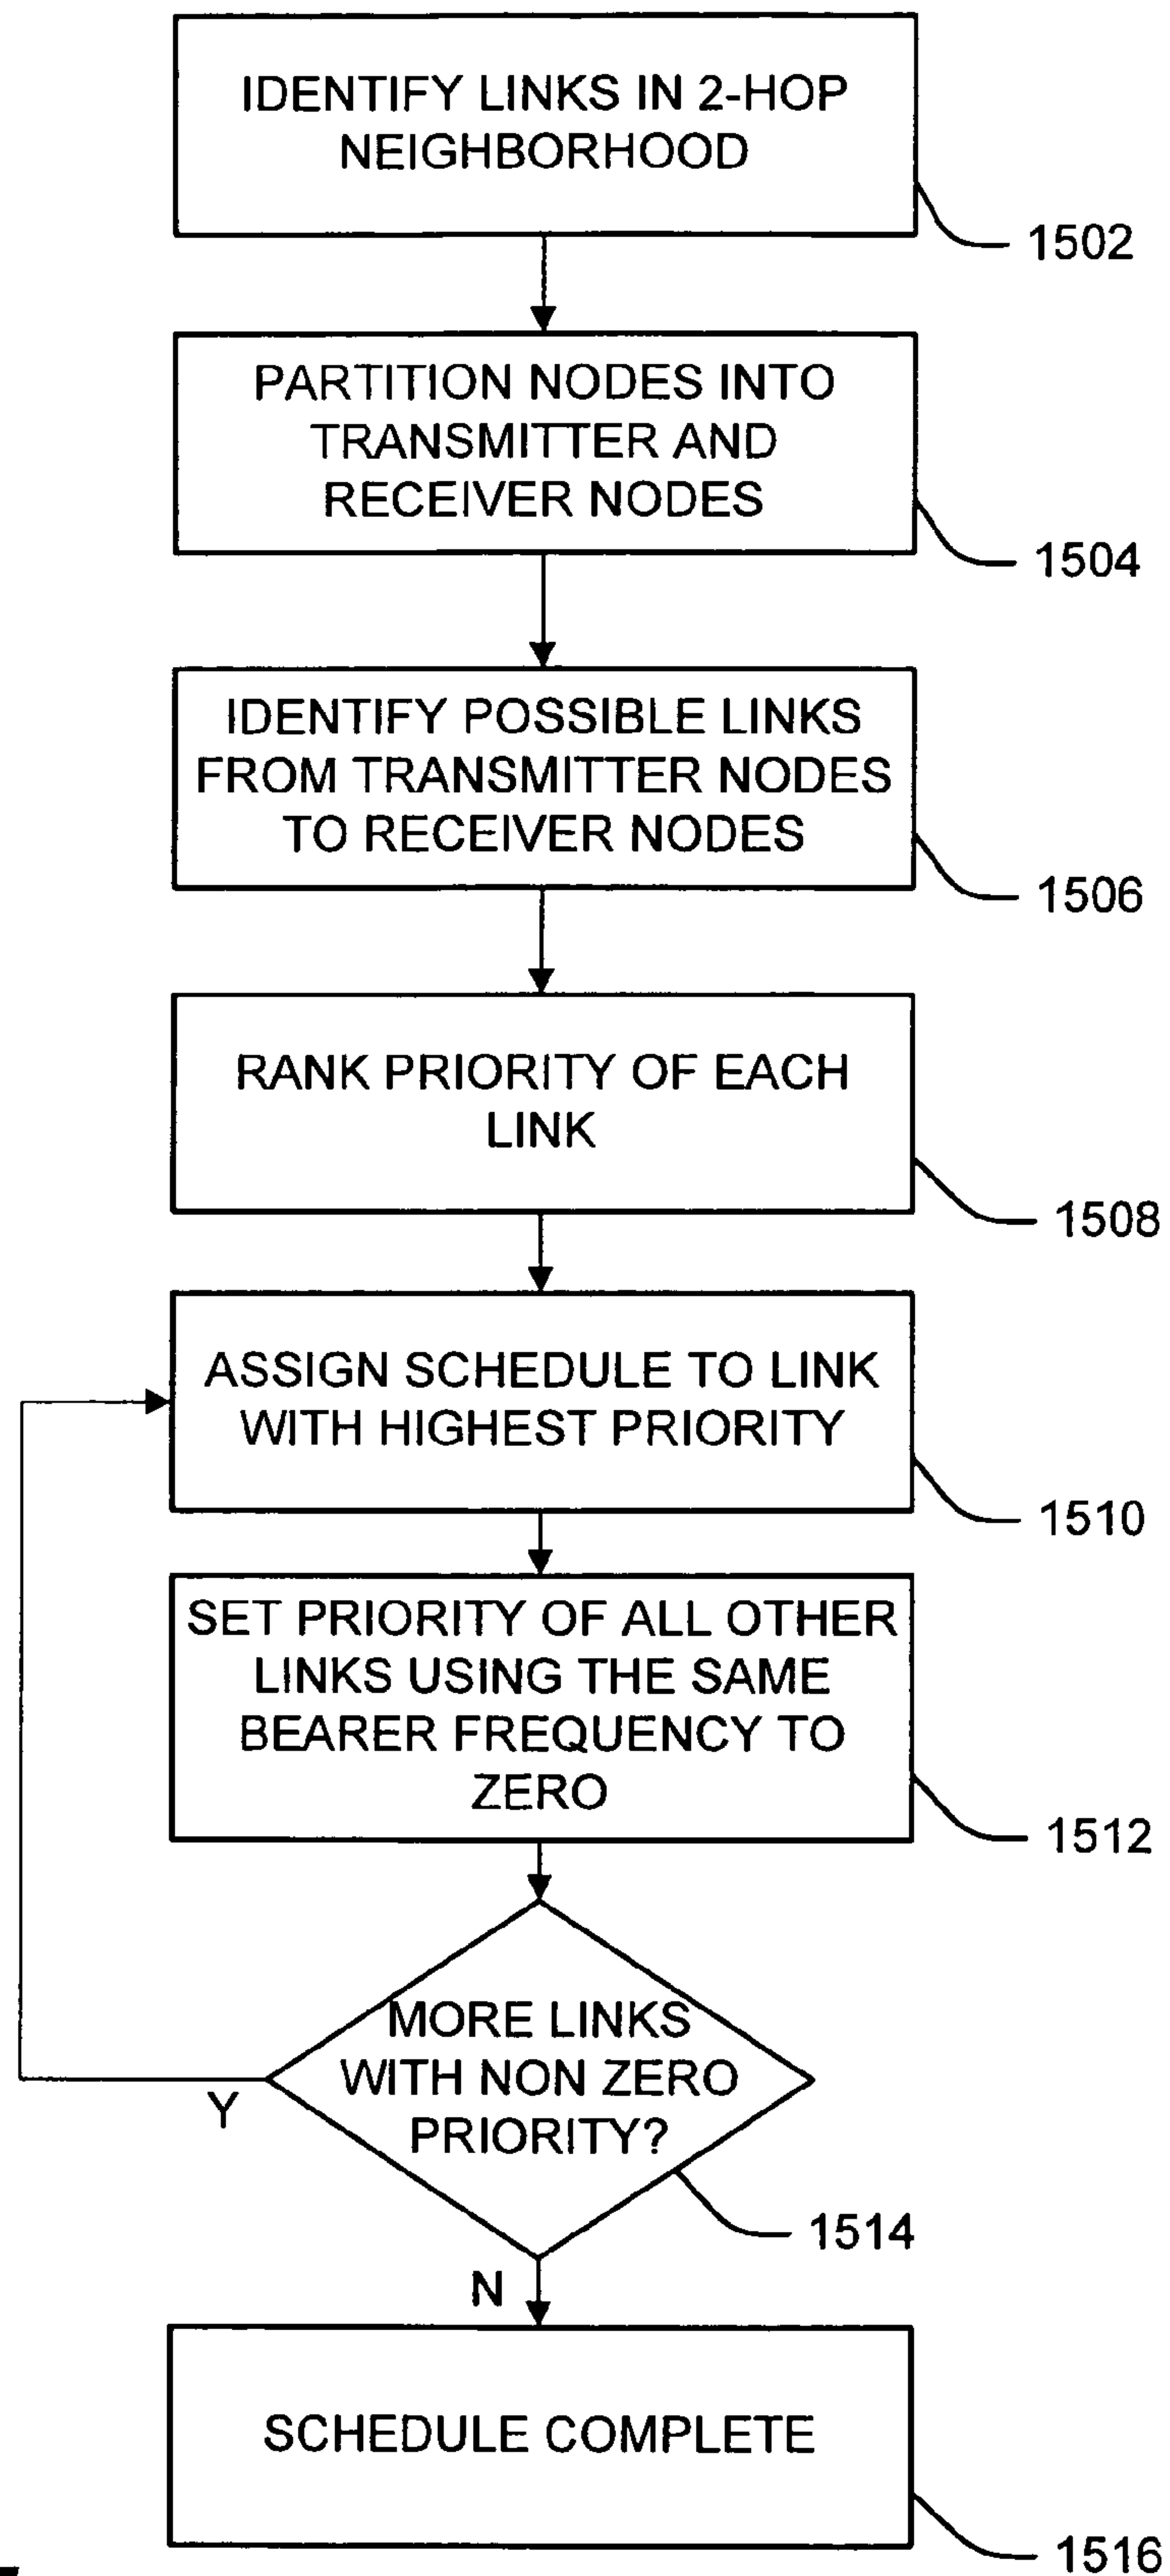 IDENTIFY LINKS IN 2-HOP
NEIGHBORHOOD
1502
PARTITION NODES INTO
TRANSMITTER AND
RECEIVER NODES
1504
IDENTIFY POSSIBLE LINKS
FROM TRANSMITTER NODES
TO RECEIVER NODES
1506
RANK PRIORITY OF EACH
LINK
1508
ASSIGN SCHEDULE TO LINK
WITH HIGHEST PRIORITY
1510
SET PRIORITY OF ALL OTHER
LINKS USING THE SAME
BEARER FREQUENCY TO
ZERO
1512
MORE LINKS
WITH NON ZERO
PRIORITY?
Y
1514
N
SCHEDULE COMPLETE
1516